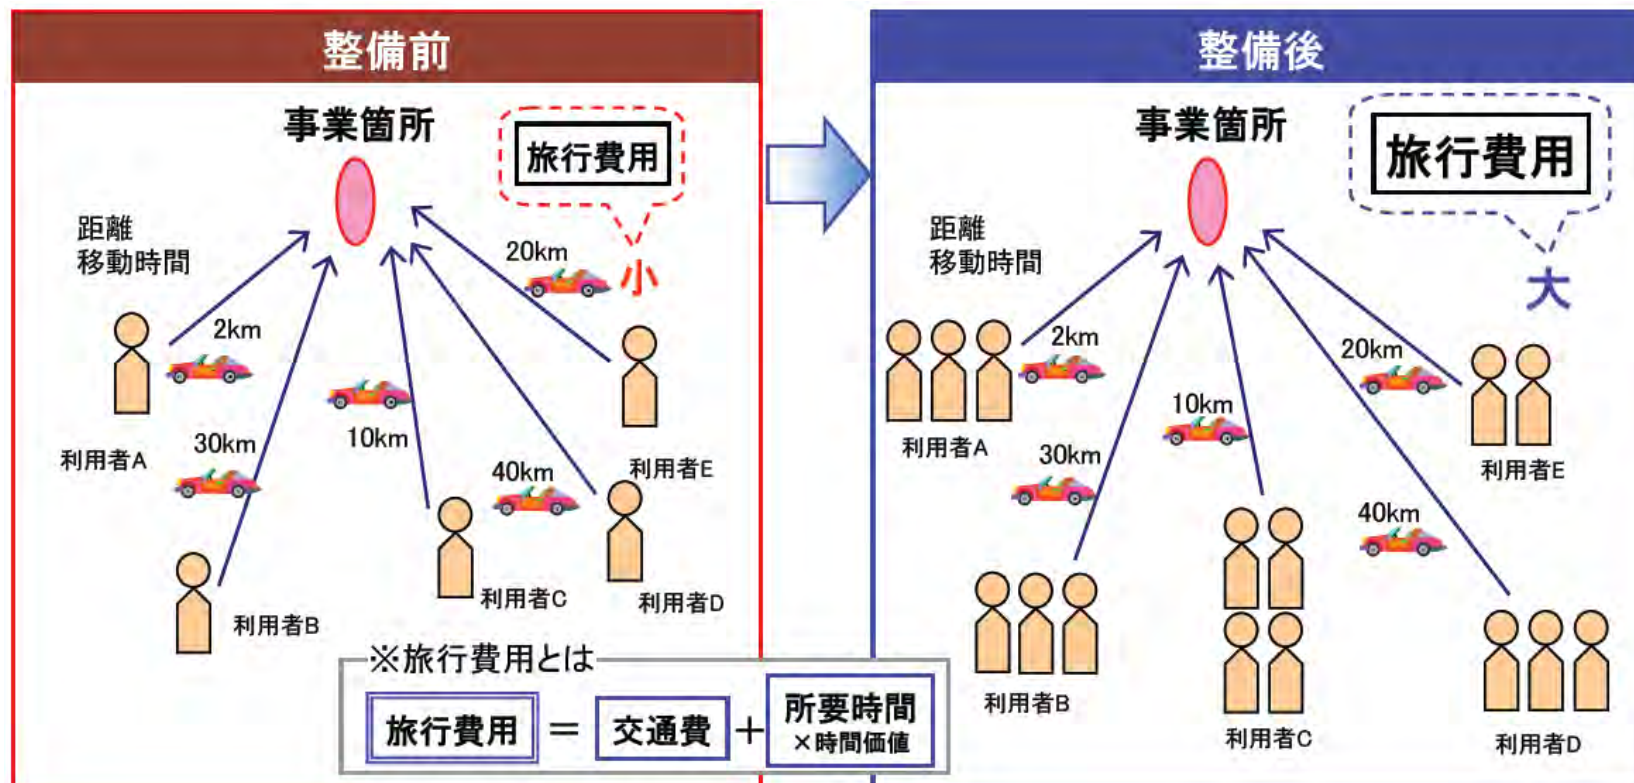 整備前
事業箇所
旅行費用
小
距離
移動時間
20km
2km
30km
10km
40km
利用者A
利用者E
利用者B
利用者C
利用者D
整備後
事業箇所
旅行費用
大
距離
移動時間
2km
20km
10km
30km
40km
利用者A
利用者E
利用者B
利用者C
利用者D
※旅行費用とは
旅行費用 = 交通費 + 所要時間
×時間価値